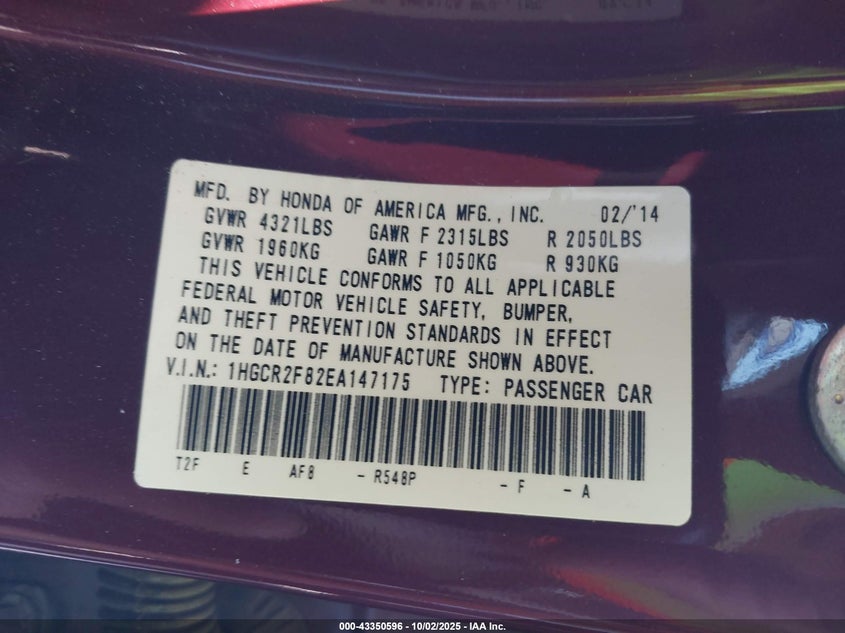 MFD. BY HONDA OF AMERICA MFG., INC. 02/'14
GVWR 4321LBS GAWR F 2315LBS R 2050LBS
GVWR 1960KG GAWR F 1050KG R 930KG
THIS VEHICLE CONFORMS TO ALL APPLICABLE
FEDERAL MOTOR VEHICLE SAFETY, BUMPER,
AND THEFT PREVENTION STANDARDS IN EFFECT
ON THE DATE OF MANUFACTURE SHOWN ABOVE.
V.I.N.: 1HGCR2F82EA147175 TYPE: PASSENGER CAR
T2F E AF8 - R548P - F - A
000-43350596 - 10/02/2025 - IAA Inc.